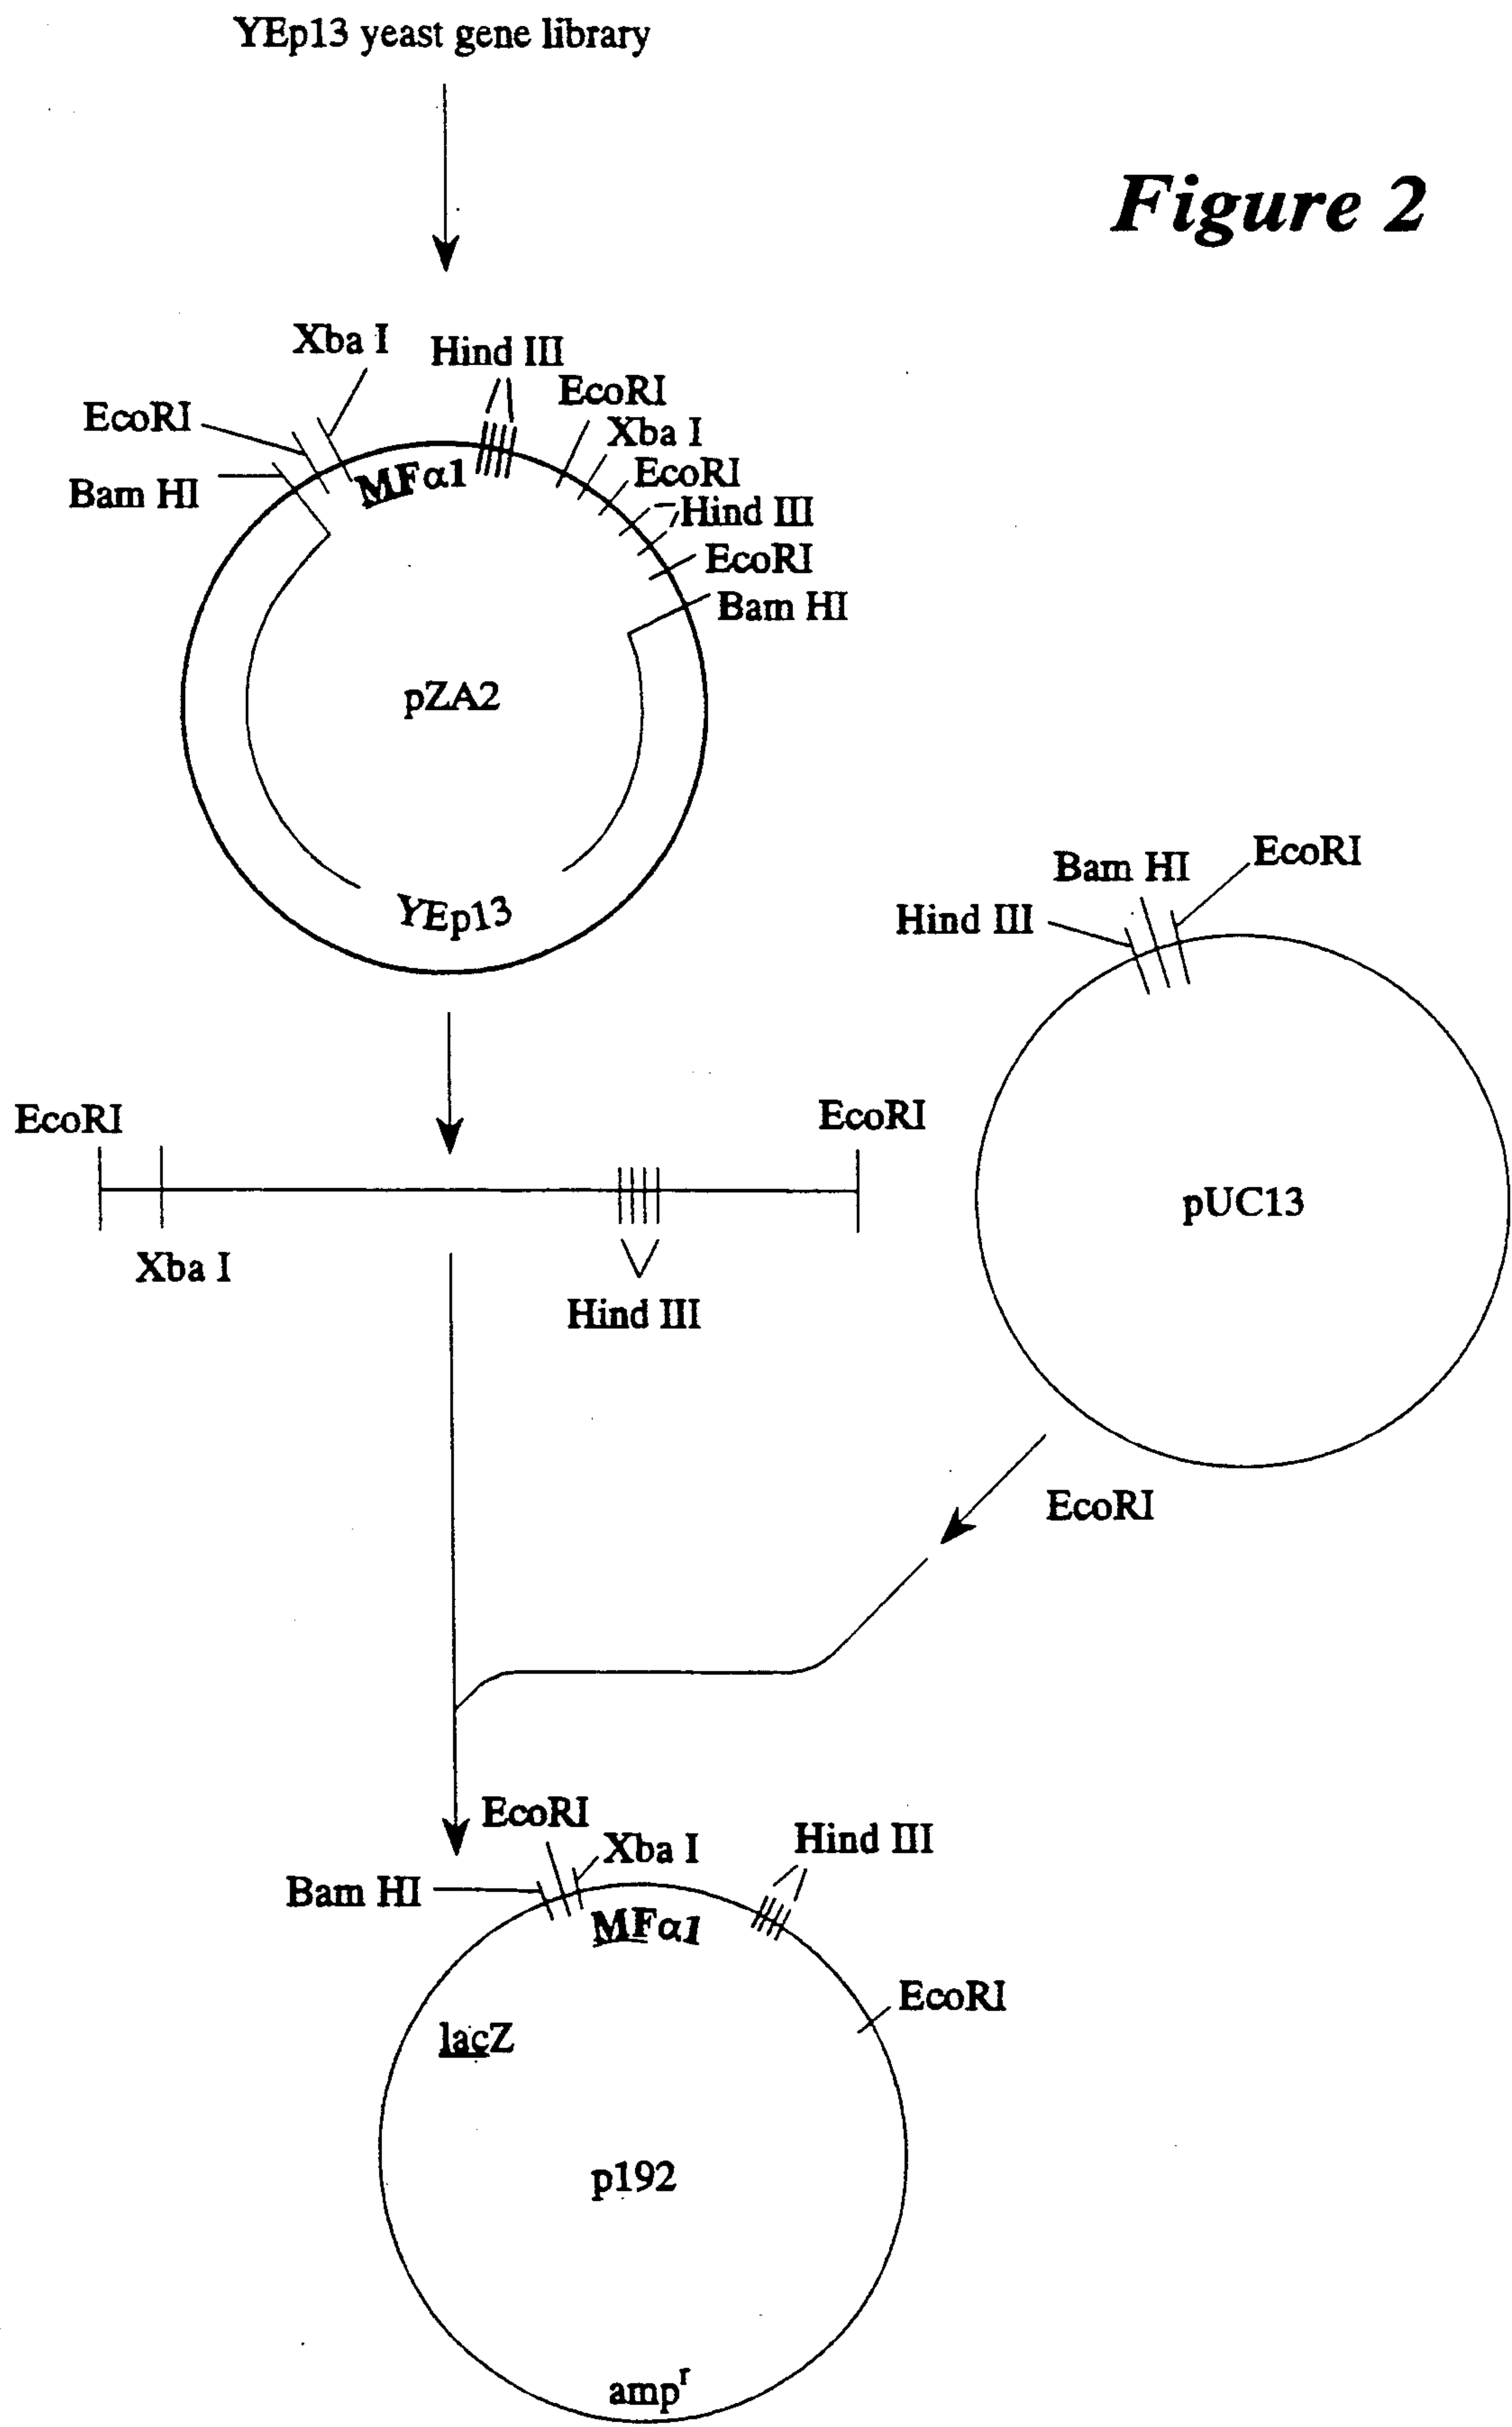 YEp13 yeast gene library
Figure 2
Xba I
Hind III
EcoRI
EcoRI
Xba I
MFα1
EcoRI
Bam HI
Hind III
EcoRI
Bam HI
pZA2
YEp13
Bam HI
EcoRI
Hind III
EcoRI
EcoRI
pUC13
Xba I
Hind III
EcoRI
EcoRI
Xba I
Hind III
Bam HI
MFα1
EcoRI
lacZ
p192
ampʳ